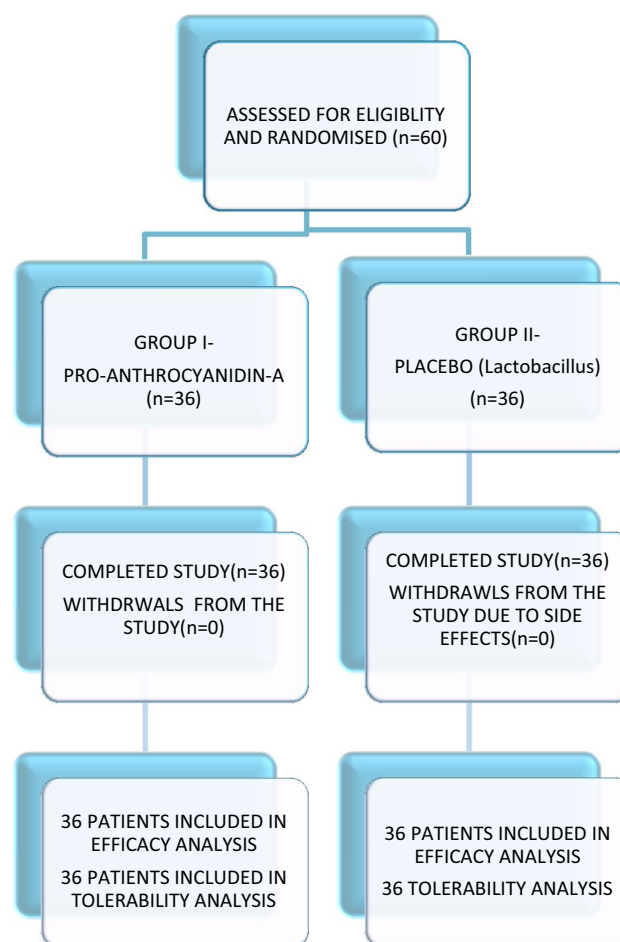 ASSESSED FOR ELIGIBLITY
AND RANDOMISED (n=60)
GROUP I-
PRO-ANTHROCYANIDIN-A
(n=36)
GROUP II-
PLACEBO (Lactobacillus)
(n=36)
COMPLETED STUDY(n=36)
WITHDRWALS FROM THE
STUDY(n=0)
COMPLETED STUDY(n=36)
WITHDRAWLS FROM THE
STUDY DUE TO SIDE
EFFECTS(n=0)
36 PATIENTS INCLUDED IN
EFFICACY ANALYSIS
36 PATIENTS INCLUDED IN
TOLERABILITY ANALYSIS
36 PATIENTS INCLUDED IN
EFFICACY ANALYSIS
36 TOLERABILITY ANALYSIS